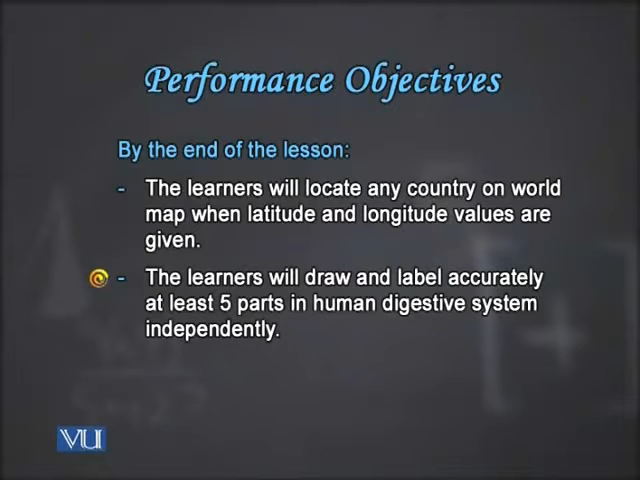 Performance Objectives
By the end of the lesson:
- The learners will locate any country on world
map when latitude and longitude values are
given.
- The learners will draw and label accurately
at least 5 parts in human digestive system
independently.
VU